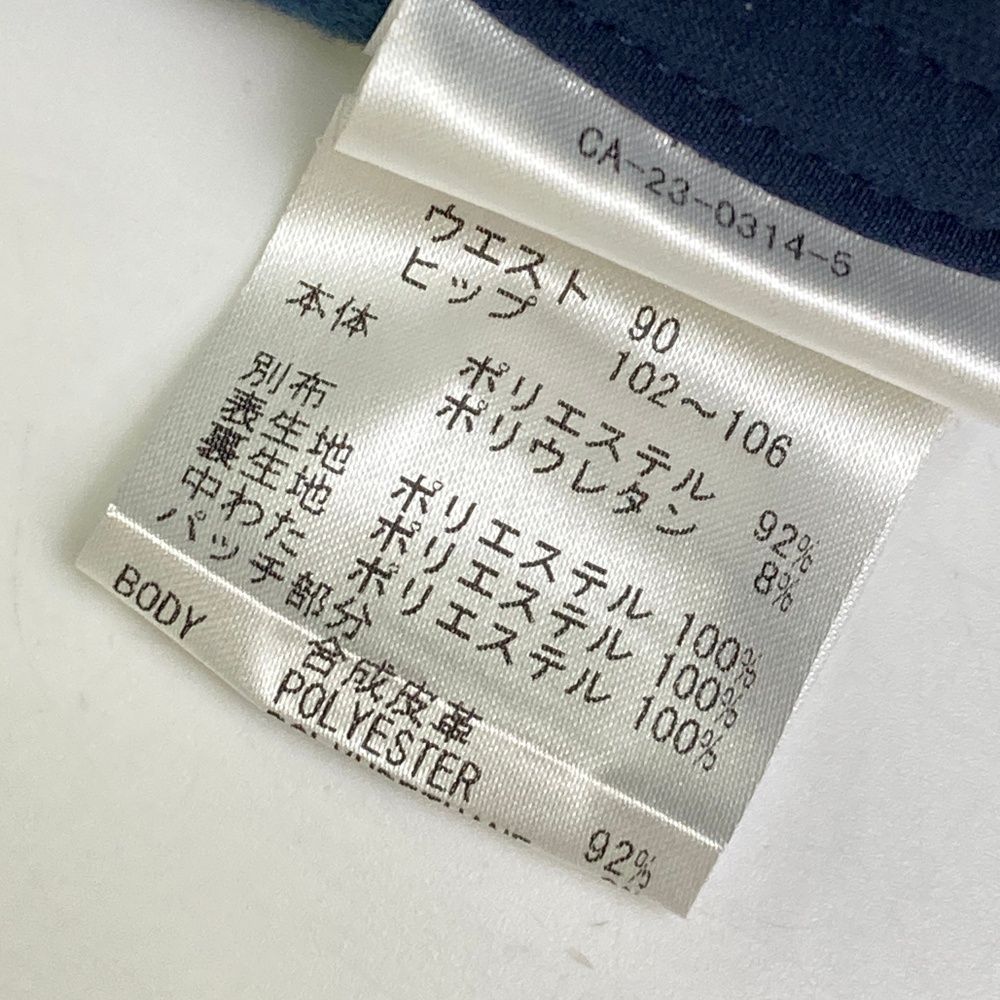 CA-23-0314-5
ウエスト 90
ヒップ 102～106
本体 ポリエステル 92%
ポリウレタン 8%
別布
表生地 ポリエステル 100%
裏生地 ポリエステル 100%
中わた ポリエステル 100%
パッチ部分
合成皮革
BODY POLYESTER 92%